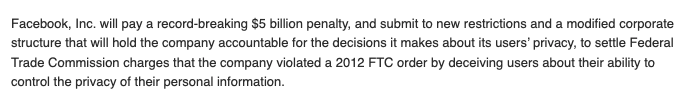 Facebook, Inc. will pay a record-breaking $5 billion penalty, and submit to new restrictions and a modified corporate
structure that will hold the company accountable for the decisions it makes about its users’ privacy, to settle Federal
Trade Commission charges that the company violated a 2012 FTC order by deceiving users about their ability to
control the privacy of their personal information.